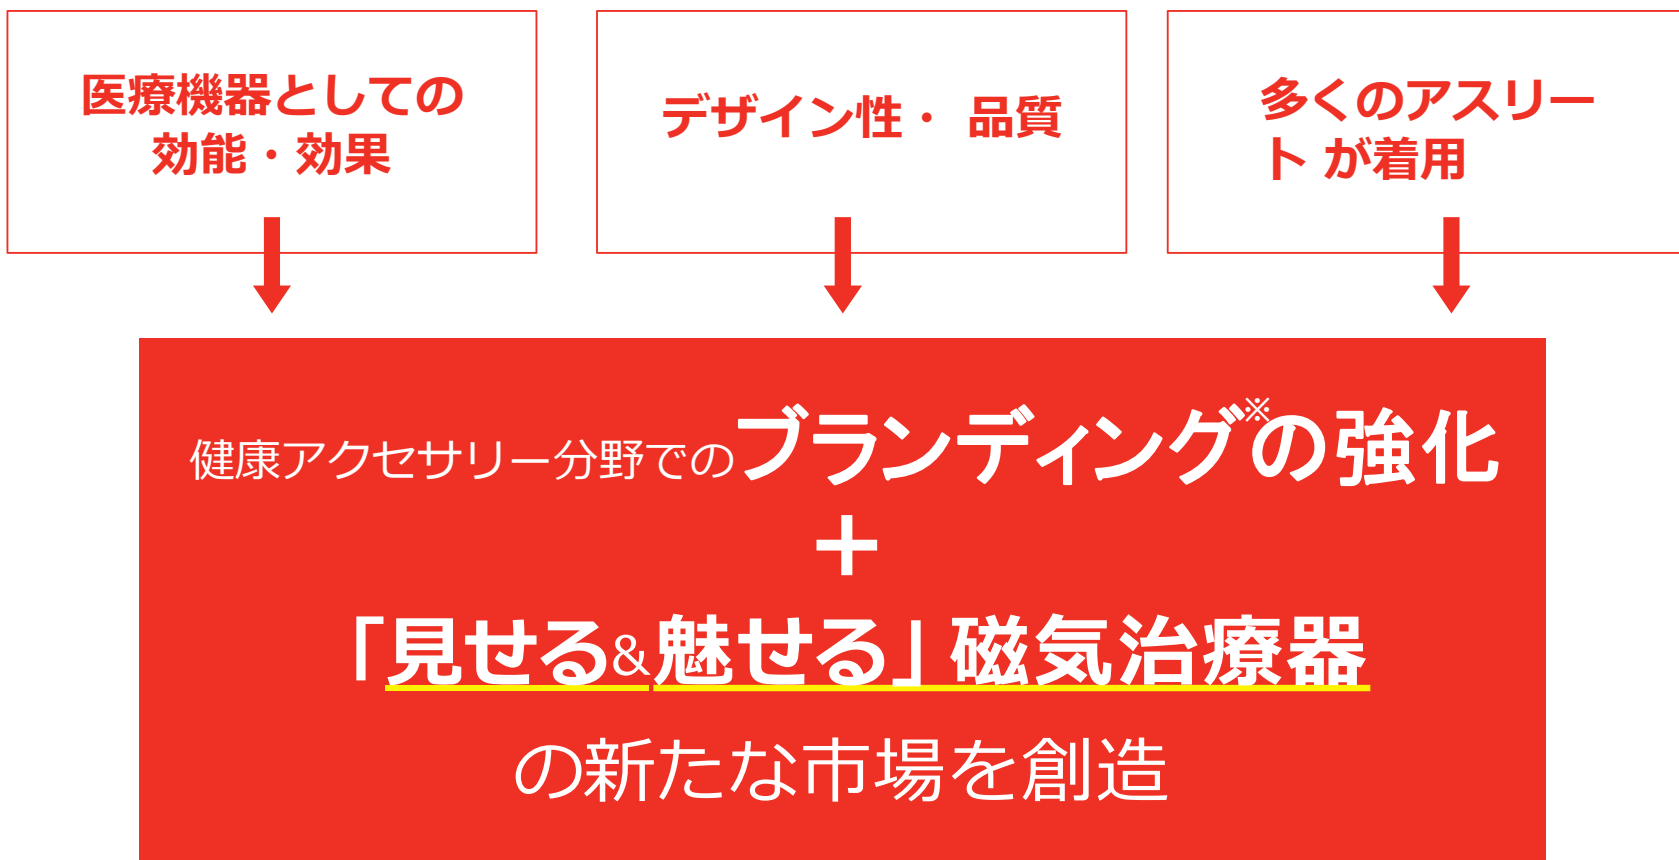 医療機器としての
効能・効果
デザイン性・ 品質
多くのアスリー
ト が着用
健康アクセサリー分野でのブランディング※の強化
+
「見せる&魅せる」磁気治療器
の新たな市場を創造